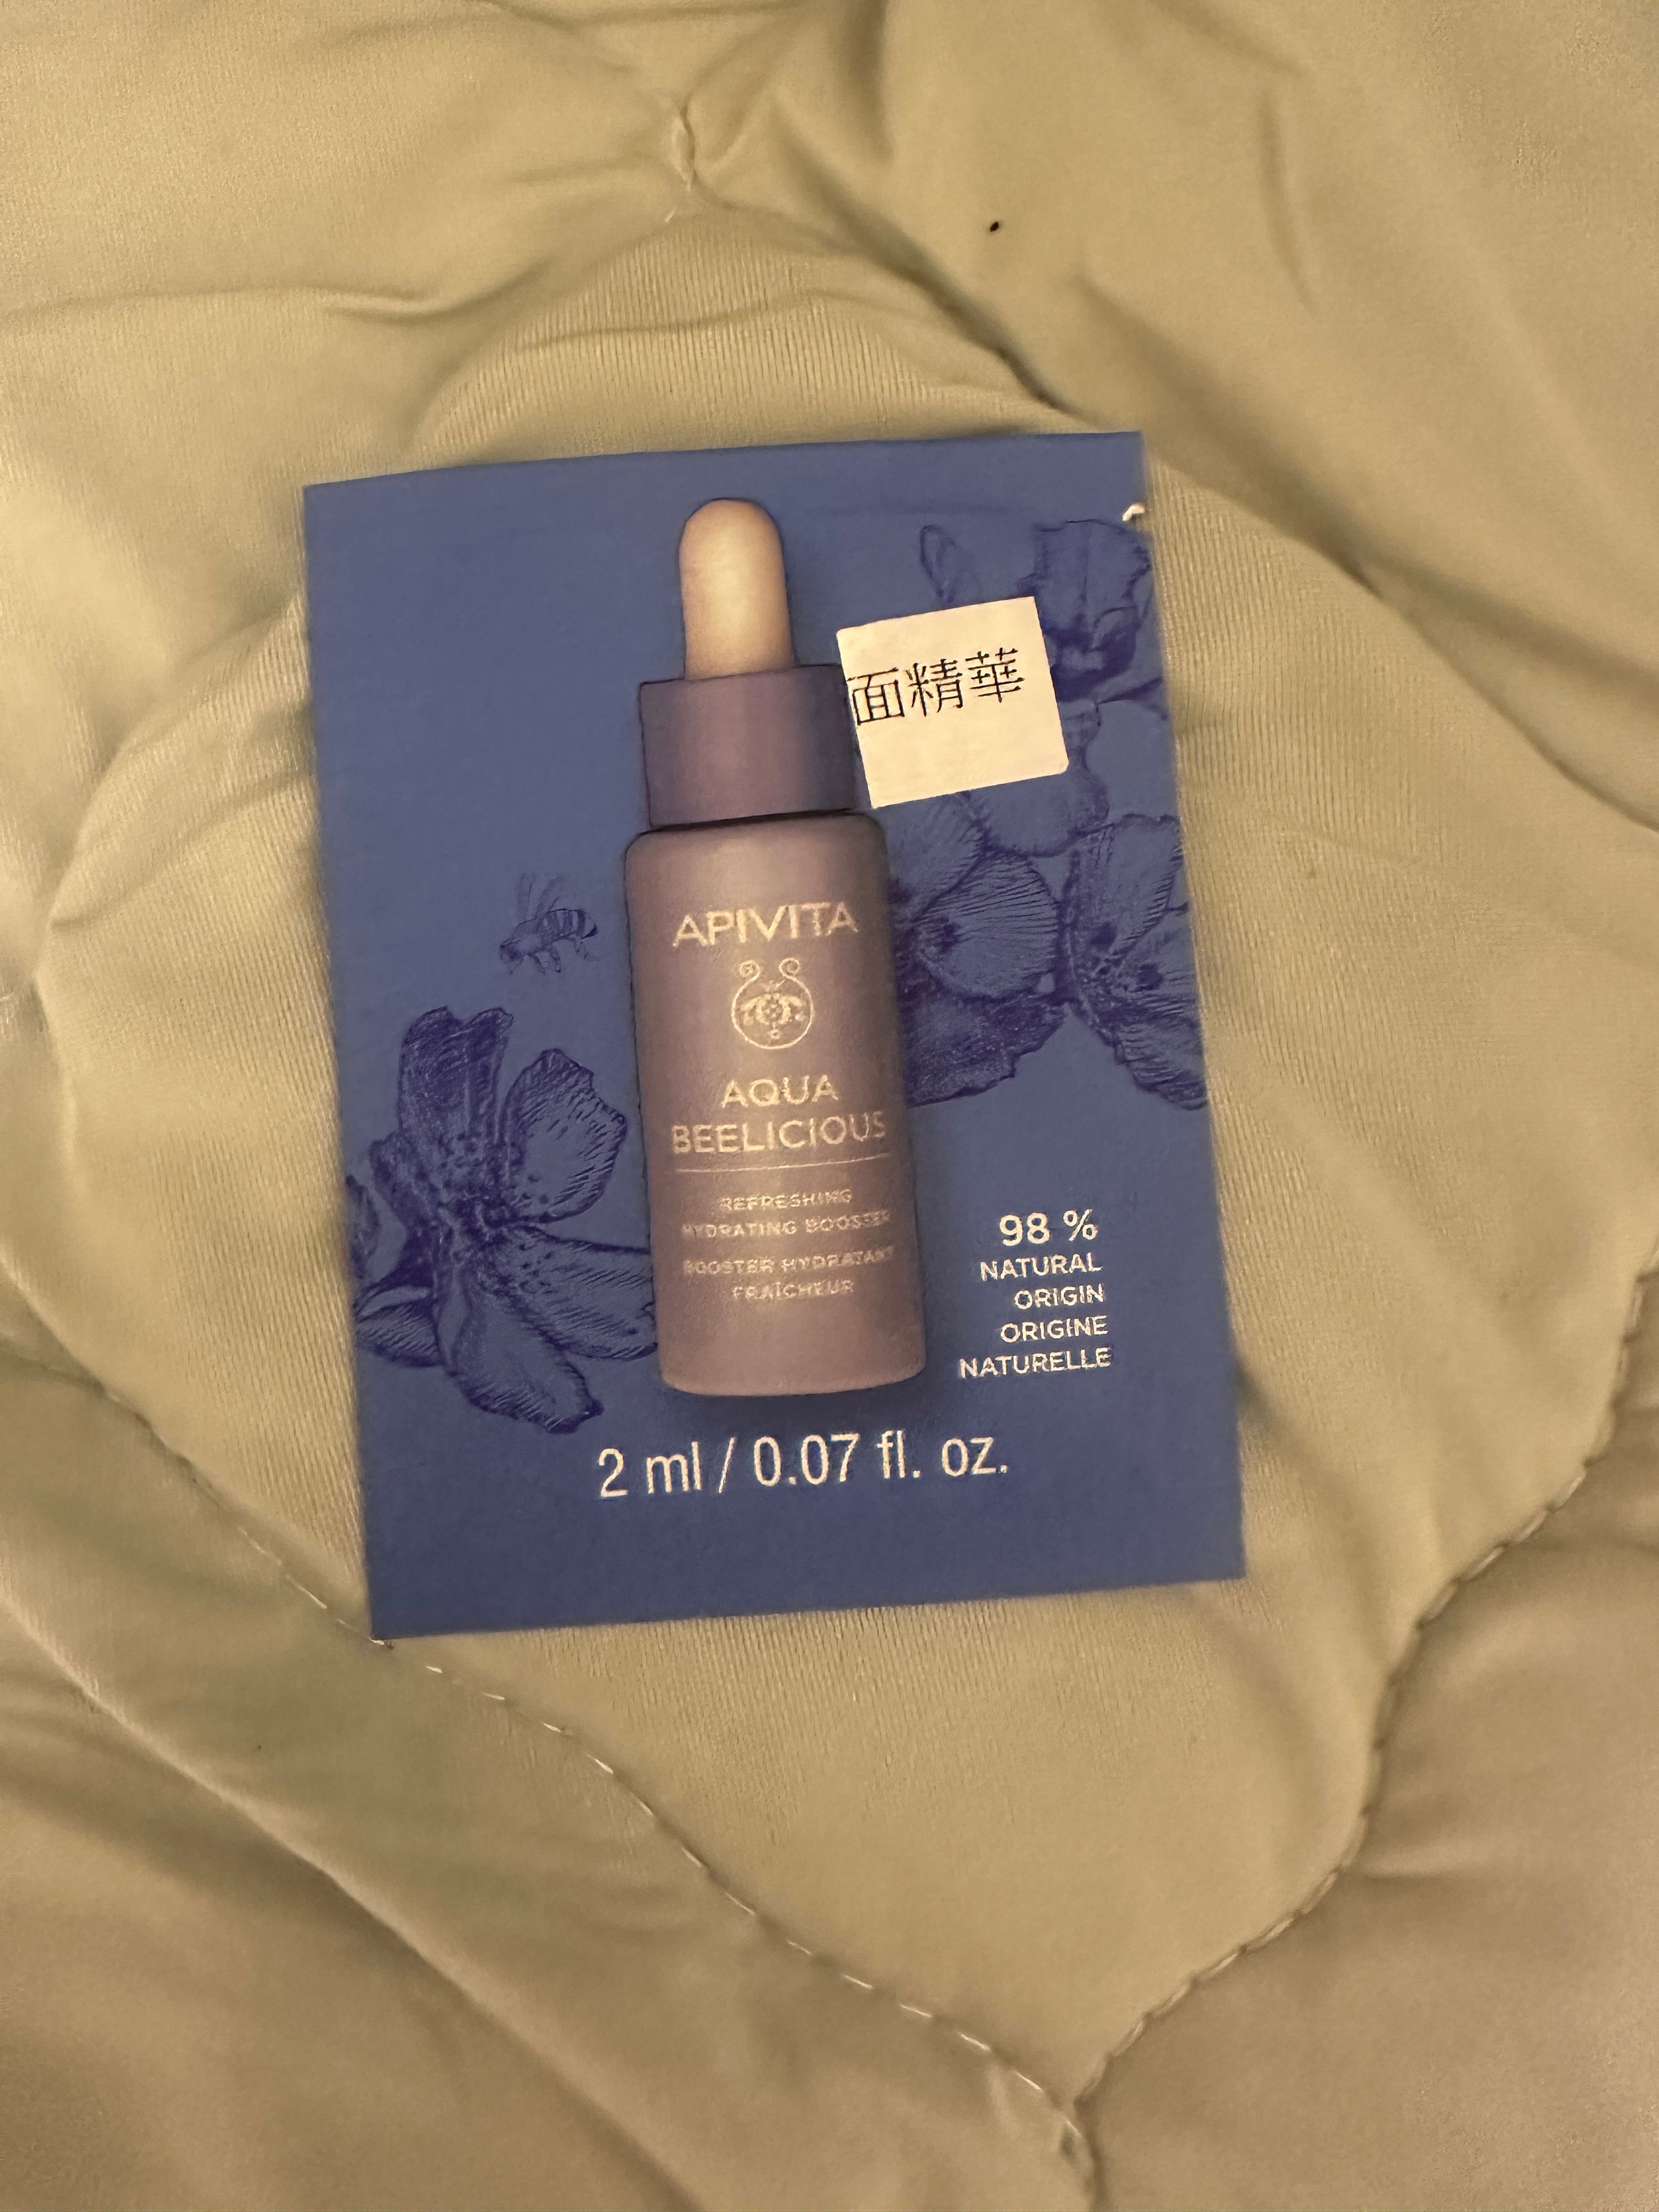 面精華
APIVITA
AQUA
BEELICIOUS
REFRESHING
HYDRATING BOOSTER
BOOSTER HYDRATANT
FRAÎCHEUR
98 %
NATURAL
ORIGIN
ORIGINE
NATURELLE
2 ml / 0.07 fl. oz.